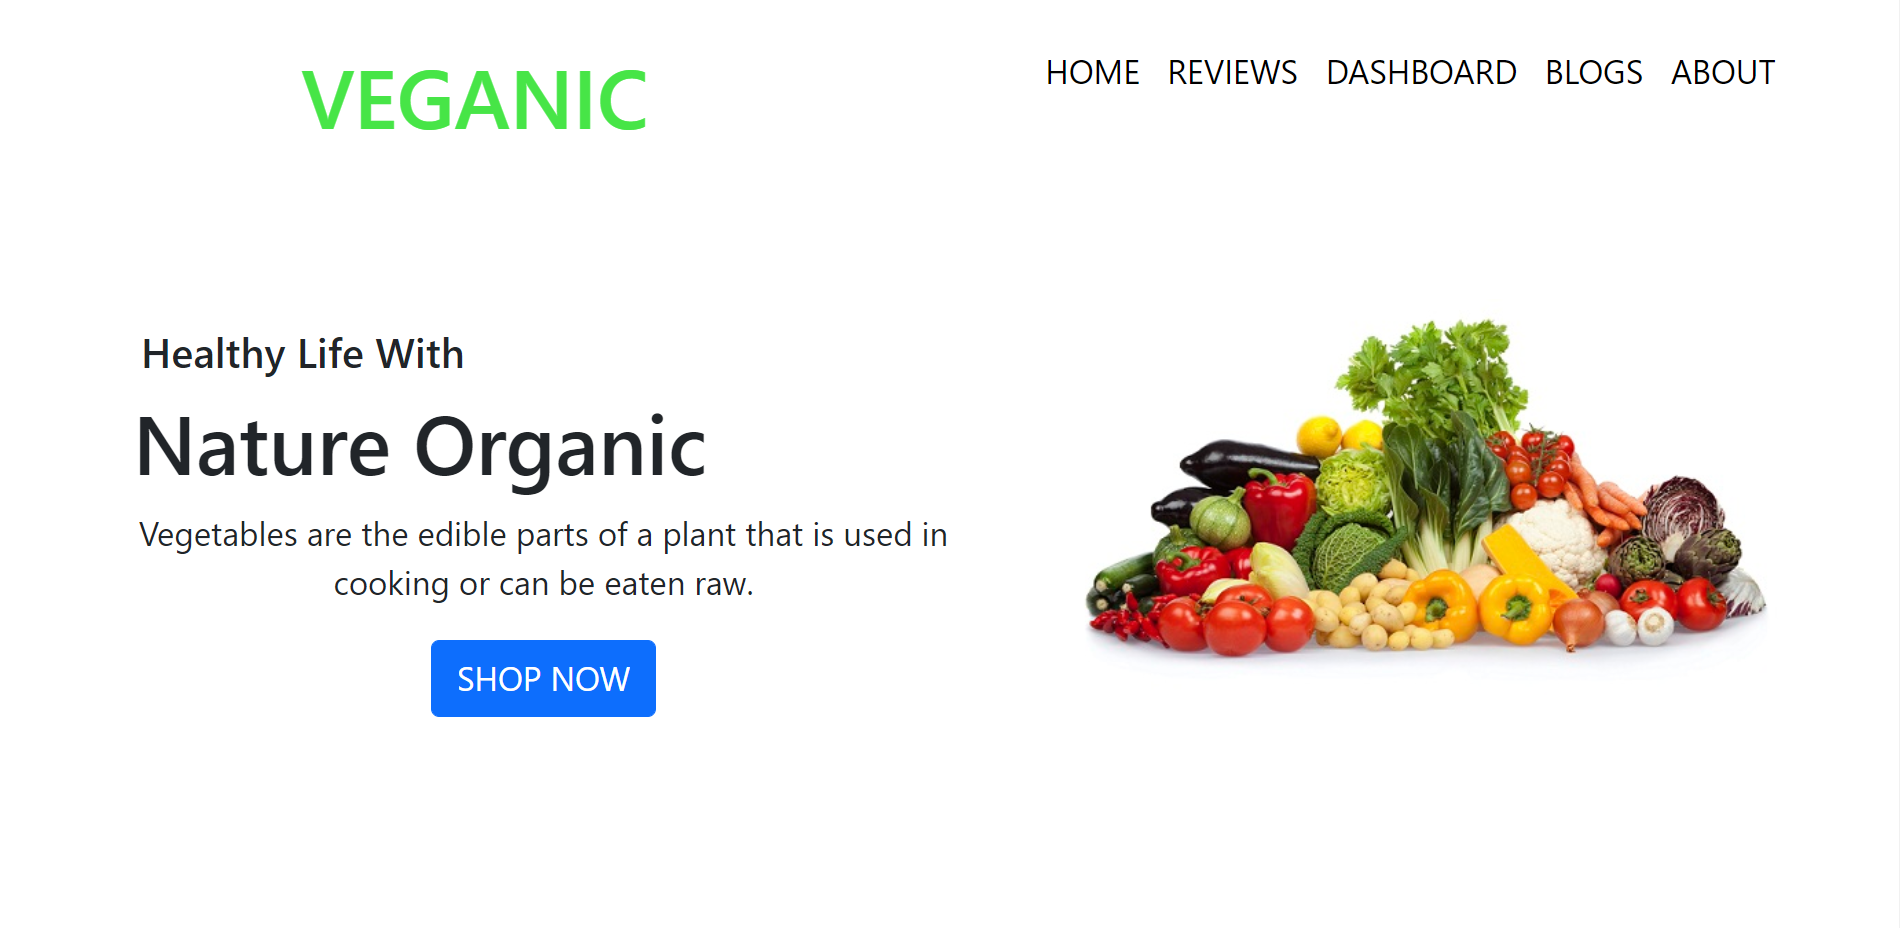 VEGANIC
HOME REVIEWS DASHBOARD BLOGS ABOUT
Healthy Life With
Nature Organic
Vegetables are the edible parts of a plant that is used in
cooking or can be eaten raw.
SHOP NOW